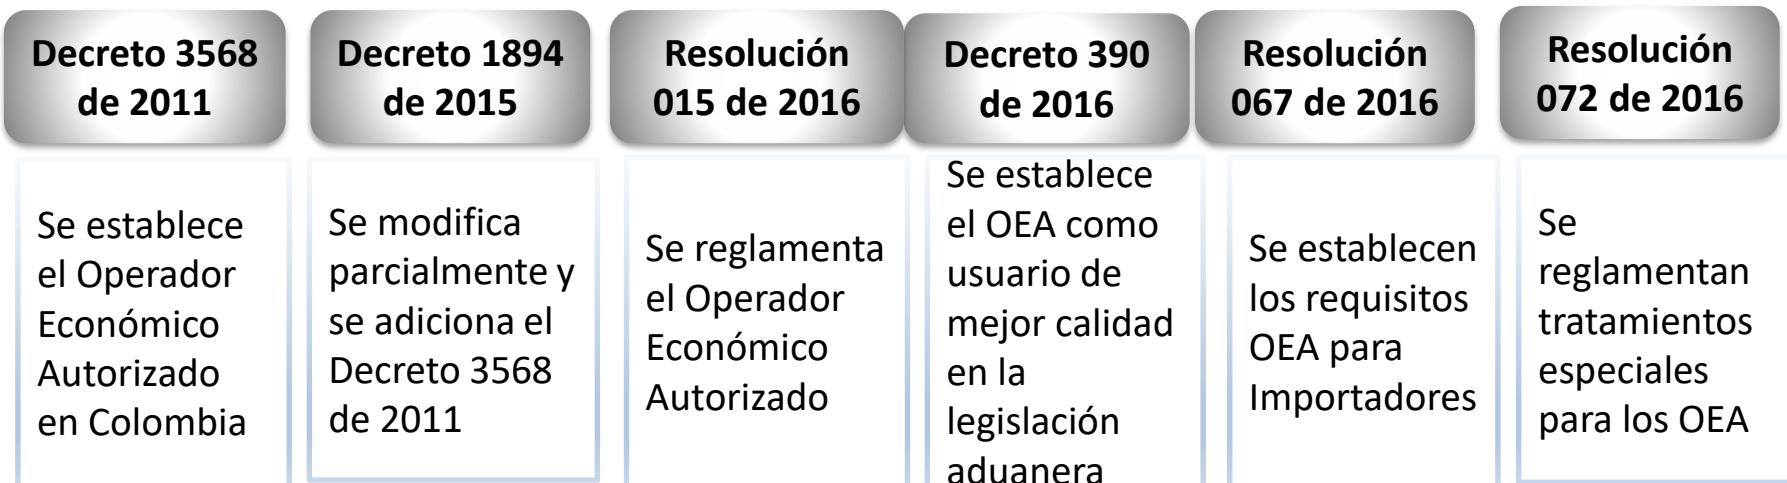 Decreto 3568
de 2011
Se establece
el Operador
Económico
Autorizado
en Colombia
Decreto 1894
de 2015
Se modifica
parcialmente y
se adiciona el
Decreto 3568
de 2011
Resolución
015 de 2016
Se reglamenta
el Operador
Económico
Autorizado
Decreto 390
de 2016
Se establece
el OEA como
usuario de
mejor calidad
en la
legislación
aduanera
Resolución
067 de 2016
Se establecen
los requisitos
OEA para
Importadores
Resolución
072 de 2016
Se
reglamentan
tratamientos
especiales
para los OEA